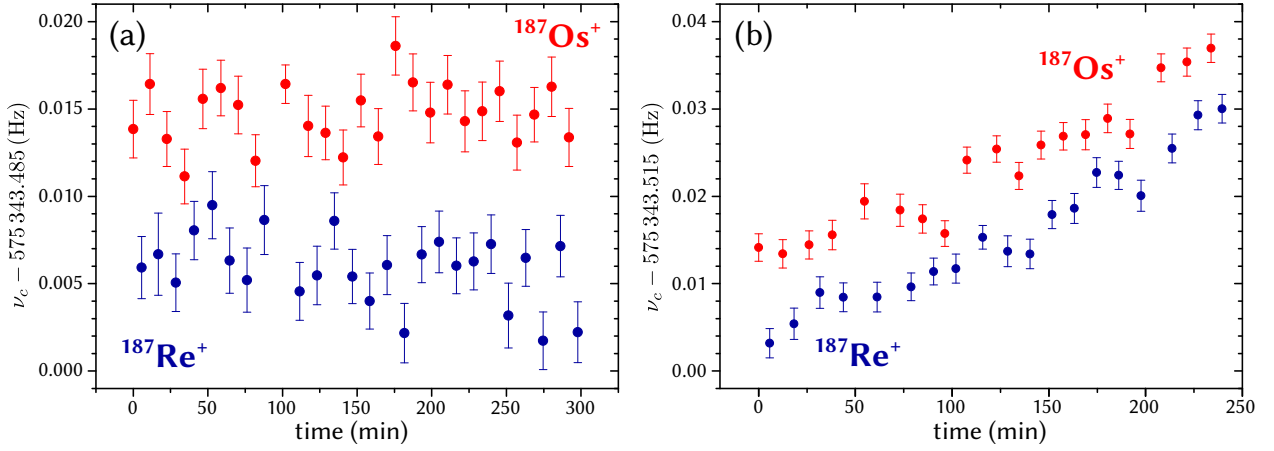 (a)
¹⁸⁷Os⁺
¹⁸⁷Re⁺
0.020
0.015
0.010
0.005
0.000
ν_c − 575 343.485 (Hz)
0 50 100 150 200 250 300
time (min)
(b)
¹⁸⁷Os⁺
¹⁸⁷Re⁺
0.04
0.03
0.02
0.01
0.00
ν_c − 575 343.515 (Hz)
0 50 100 150 200 250
time (min)